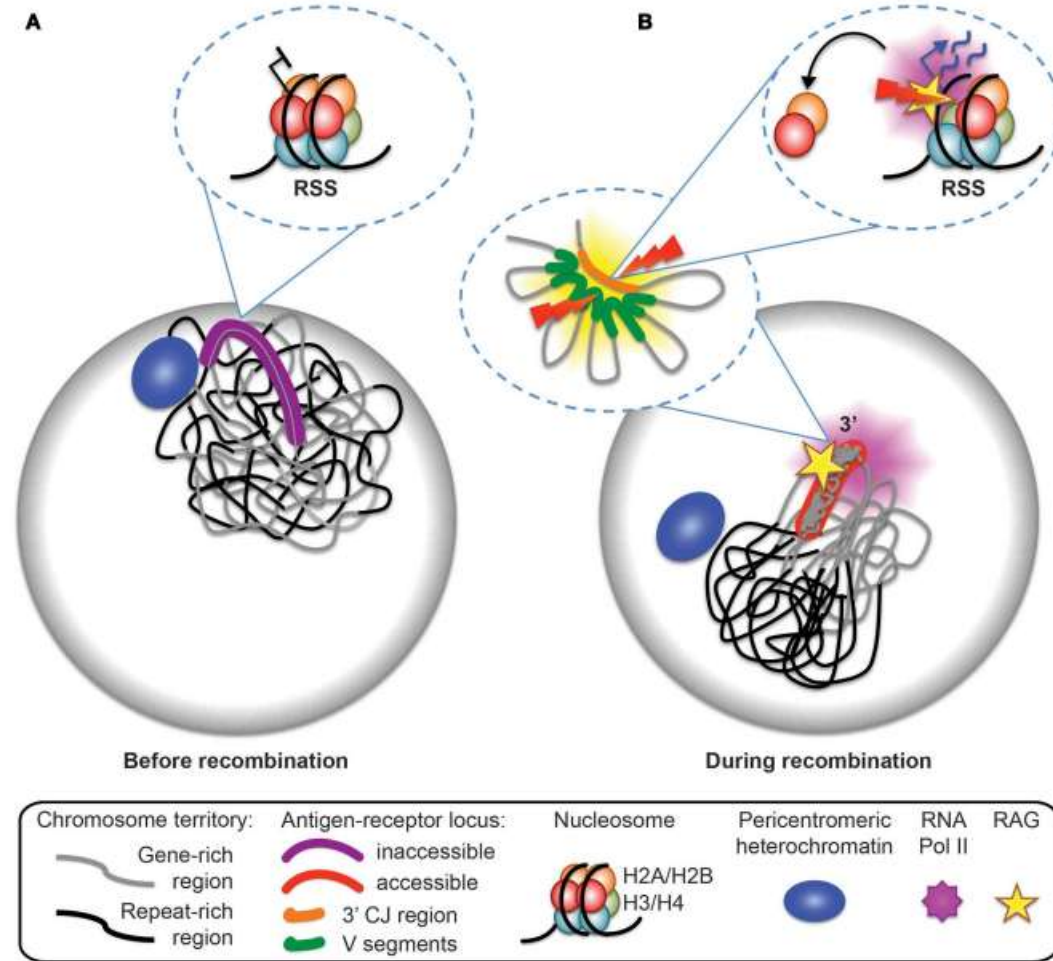 A
B
RSS
RSS
3'
Before recombination
During recombination
Chromosome territory:
Gene-rich
region
Repeat-rich
region
Antigen-receptor locus:
inaccessible
accessible
3' CJ region
V segments
Nucleosome
H2A/H2B
H3/H4
Pericentromeric
heterochromatin
RNA
Pol II
RAG